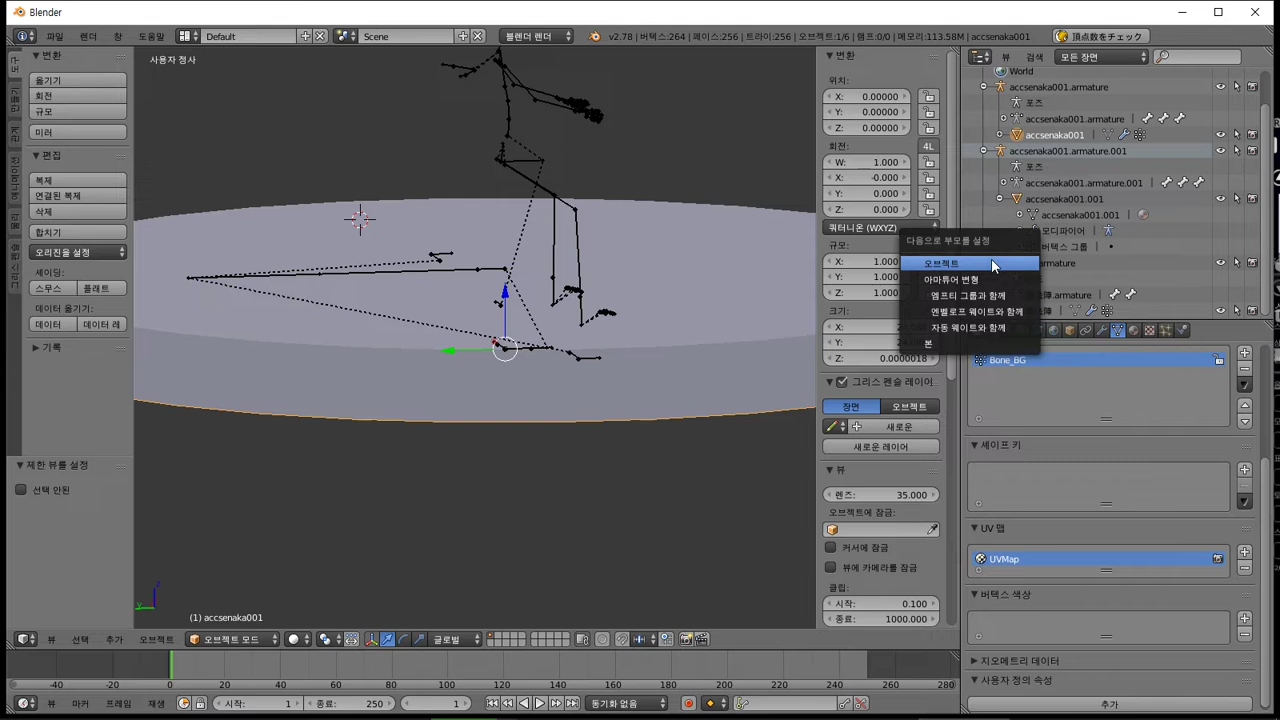 Blender
파일
렌더
창
도움말
Default
Scene
블렌더 렌더
v2.78 | 버텍스:264 | 페이스:256 | 트라이:256 | 오브젝트:1/6 | 램프:0/0 | 메모리:113.58M | accsenaka001
頂点数をチェック
변환
옮기기
회전
규모
미러
편집
복제
연결된 복제
삭제
합치기
오리진을 설정
셰이딩:
스무스
플래트
데이터 옮기기:
데이터
데이터 레
기록
제한 뷰를 설정
선택 안된
사용자 정사
(1) accsenaka001
위치:
X: 0.00000
Y: 0.00000
Z: 0.00000
회전:
4L
W: 1.000
X: -0.000
Y: 0.000
Z: 0.000
쿼터니온 (WXYZ)
규모:
X: 1.00
Y: 1.00
Z: 1.00
크기:
Z: 0.0000018
그리스 펜슬 레이어
장면
오브젝트
새로운
새로운 레이어
뷰
렌즈: 35.000
오브젝트에 잠금:
커서에 잠금
뷰에 카메라를 잠금
클립:
시작: 0.100
종료: 1000.000
다음으로 부모를 설정
오브젝트
아마튜어 변형
엠프티 그룹과 함께
엔벨로프 웨이트와 함께
자동 웨이트와 함께
본
뷰
검색
모든 장면
World
accsenaka001.armature
포즈
accsenaka001.armature
accsenaka001
accsenaka001.armature.001
포즈
accsenaka001.armature.001
accsenaka001.001
accsenaka001.001
모디파이어
버텍스 그룹
Bone_BG
셰이프 키
UV 맵
UVMap
버텍스 색상
지오메트리 데이터
사용자 정의 속성
추가
뷰
선택
추가
오브젝트
오브젝트 모드
글로벌
-40 -20 0 20 40 60 80 100 120 140 160 180 200 220 240 260 280
뷰
마커
프레임
재생
시작: 1
종료: 250
1
동기화 없음